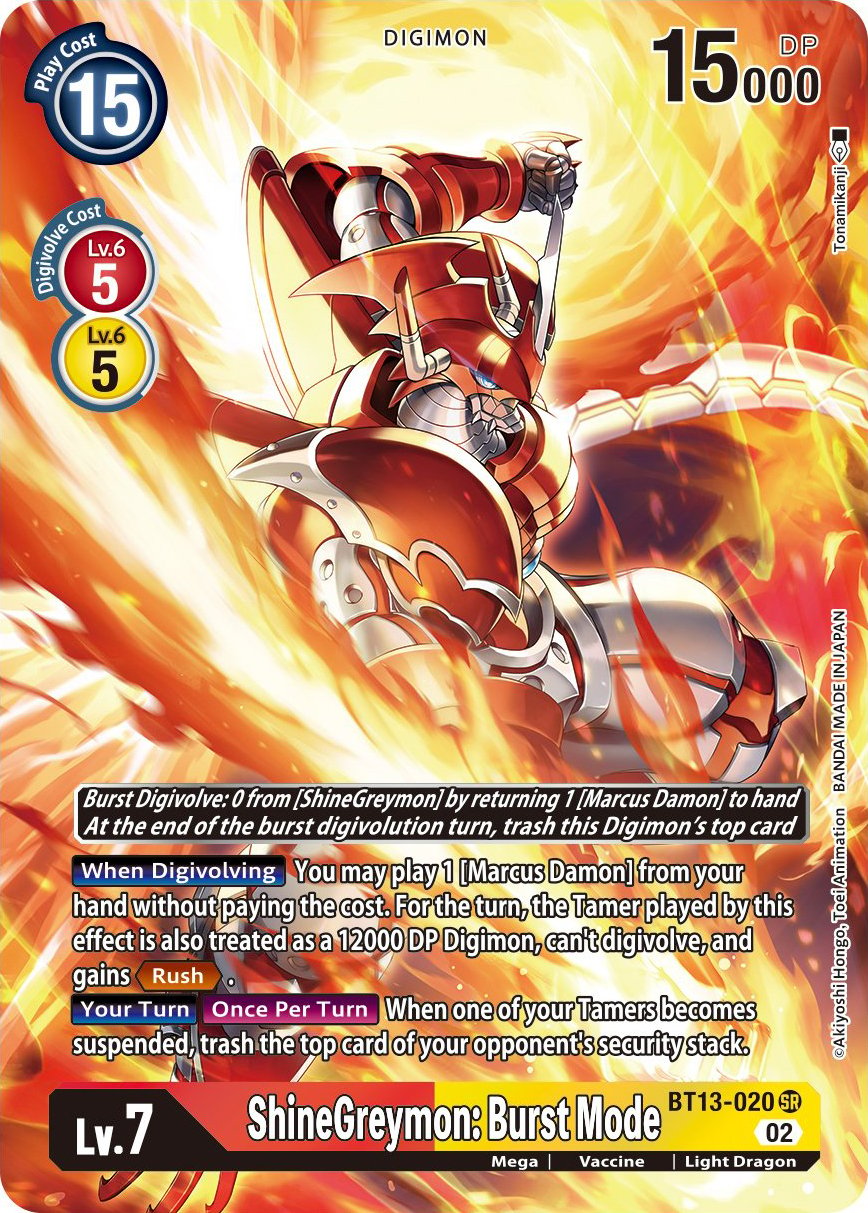 Play Cost
15
DIGIMON
15000
DP
Digivolve Cost
Lv.6
5
Lv.6
5
Tonamikanji
Burst Digivolve: 0 from [ShineGreymon] by returning 1 [Marcus Damon] to hand
At the end of the burst digivolution turn, trash this Digimon's top card
When Digivolving You may play 1 [Marcus Damon] from your
hand without paying the cost. For the turn, the Tamer played by this
effect is also treated as a 12000 DP Digimon, can't digivolve, and
gains Rush .
Your Turn Once Per Turn When one of your Tamers becomes
suspended, trash the top card of your opponent's security stack.
©Akiyoshi Hongo, Toei Animation BANDAI MADE IN JAPAN
Lv.7
ShineGreymon: Burst Mode
BT13-020 SR
02
Mega | Vaccine | Light Dragon